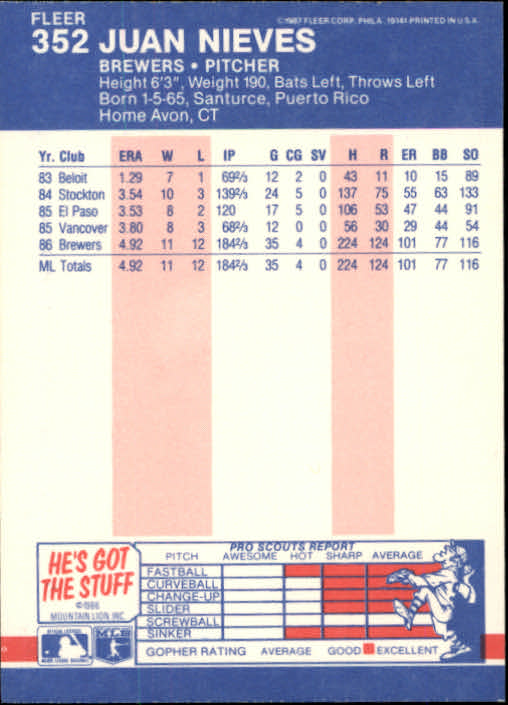 FLEER
©1987 FLEER CORP. PHILA. 19141 PRINTED IN U.S.A.
352 JUAN NIEVES
BREWERS • PITCHER
Height 6'3", Weight 190, Bats Left, Throws Left
Born 1-5-65, Santurce, Puerto Rico
Home Avon, CT
Yr. Club ERA W L IP G CG SV H R ER BB SO
83 Beloit 1.29 7 1 69⅔ 12 2 0 43 11 10 15 89
84 Stockton 3.54 10 3 139⅔ 24 5 0 137 75 55 63 133
85 El Paso 3.53 8 2 120 17 5 0 106 53 47 44 91
85 Vancover 3.80 8 3 68⅔ 12 0 0 56 30 29 44 54
86 Brewers 4.92 11 12 184⅔ 35 4 0 224 124 101 77 116
ML Totals 4.92 11 12 184⅔ 35 4 0 224 124 101 77 116
HE'S GOT
THE STUFF
©1986
MOUNTAIN LION INC.
MLB
PRO SCOUTS REPORT
PITCH AWESOME HOT SHARP AVERAGE
FASTBALL
CURVEBALL
CHANGE-UP
SLIDER
SCREWBALL
SINKER
GOPHER RATING AVERAGE GOOD EXCELLENT